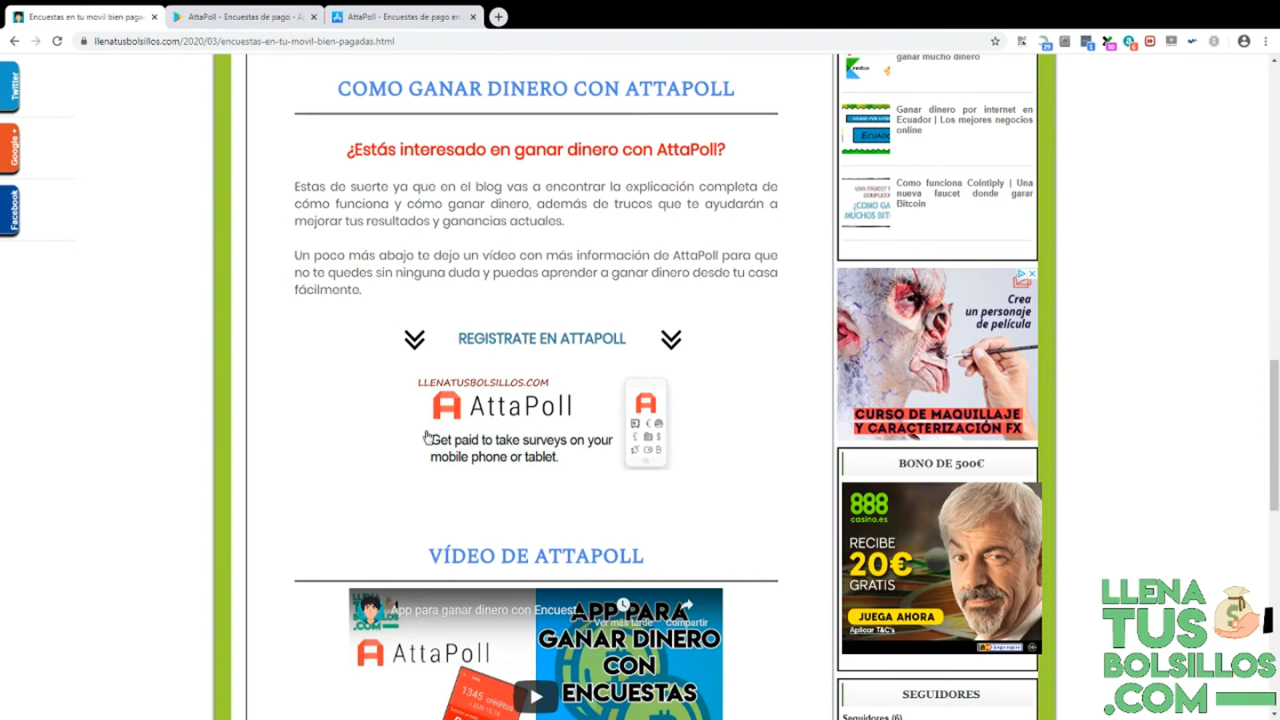 Encuestas en tu movil bien paga
AttaPoll - Encuestas de pago - A
AttaPoll - Encuestas de pago en
llenatusbolsillos.com/2020/03/encuestas-en-tu-movil-bien-pagadas.html
Twitter
Google +
Facebook
COMO GANAR DINERO CON ATTAPOLL
¿Estás interesado en ganar dinero con AttaPoll?
Estas de suerte ya que en el blog vas a encontrar la explicación completa de
cómo funciona y cómo ganar dinero, además de trucos que te ayudarán a
mejorar tus resultados y ganancias actuales.
Un poco más abajo te dejo un vídeo con más información de AttaPoll para que
no te quedes sin ninguna duda y puedas aprender a ganar dinero desde tu casa
fácilmente.
REGISTRATE EN ATTAPOLL
LLENATUSBOLSILLOS.COM
AttaPoll
Get paid to take surveys on your
mobile phone or tablet.
VÍDEO DE ATTAPOLL
App para ganar dinero con Encuest
Ver más tarde
Compartir
AttaPoll
1345 créditos
APP PARA
GANAR DINERO
CON
ENCUESTAS
ganar mucho dinero
Ganar dinero por internet en
Ecuador | Los mejores negocios
online
Como funciona Cointiply | Una
nueva faucet donde garar
Bitcoin
Crea
un personaje
de película
CURSO DE MAQUILLAJE
Y CARACTERIZACIÓN FX
BONO DE 500€
888
casino.es
RECIBE
20€
GRATIS
JUEGA AHORA
Aplicar T&C's
SEGUIDORES
Seguidores (6)
LLENA
TUS
BOLSILLOS
.COM